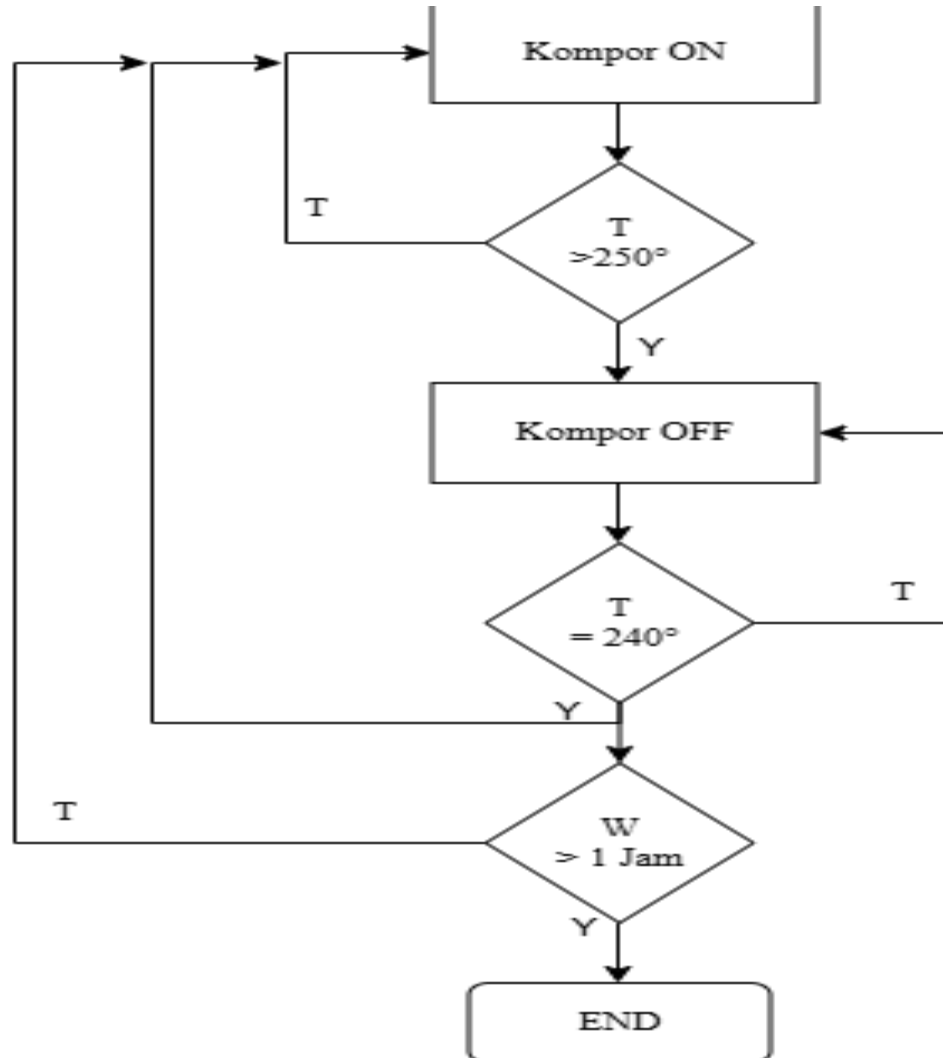 Kompor ON
T
T
>250°
Y
Kompor OFF
T
= 240°
T
Y
T
W
> 1 Jam
Y
END